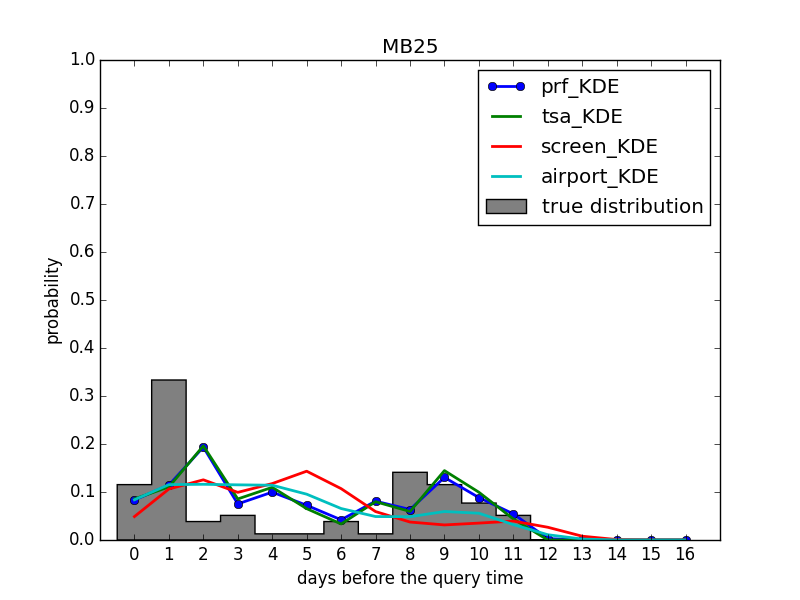 MB25
1.0
0.9
0.8
0.7
0.6
0.5
0.4
0.3
0.2
0.1
0.0
probability
prf_KDE
tsa_KDE
screen_KDE
airport_KDE
true distribution
0 1 2 3 4 5 6 7 8 9 10 11 12 13 14 15 16
days before the query time